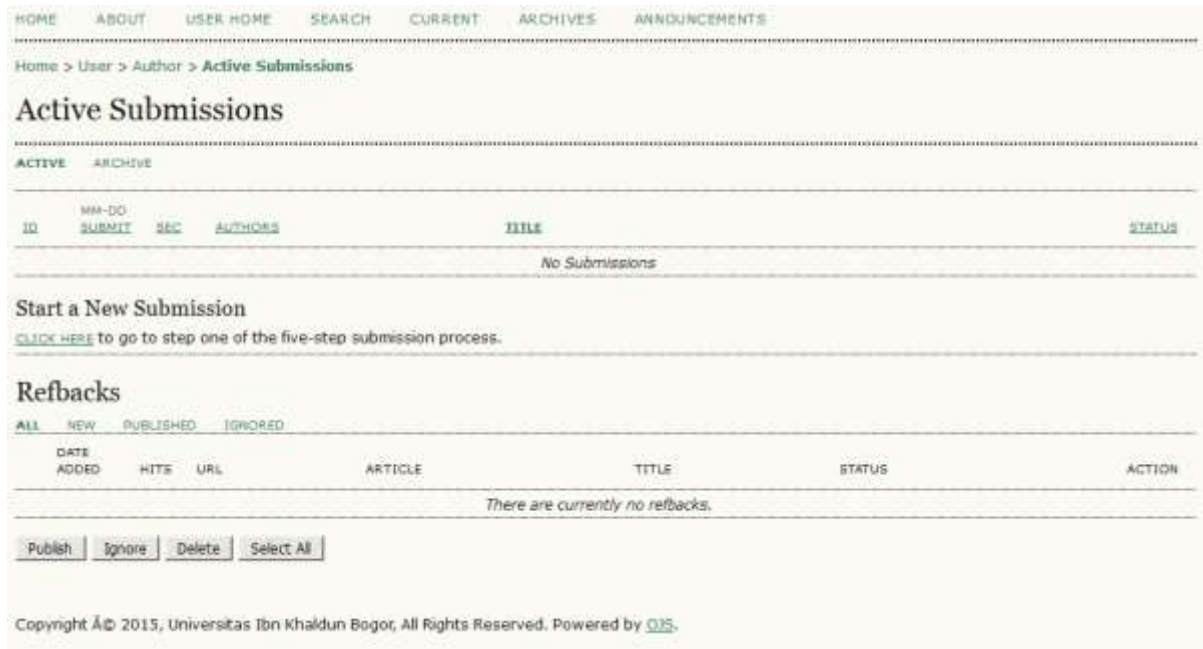 HOME ABOUT USER HOME SEARCH CURRENT ARCHIVES ANNOUNCEMENTS
Home > User > Author > Active Submissions
Active Submissions
ACTIVE ARCHIVE
MM-DD
ID SUBMIT SEC AUTHORS TITLE STATUS
No Submissions
Start a New Submission
CLICK HERE to go to step one of the five-step submission process.
Refbacks
ALL NEW PUBLISHED IGNORED
DATE
ADDED HITS URL ARTICLE TITLE STATUS ACTION
There are currently no refbacks.
Publish Ignore Delete Select All
Copyright Â© 2015, Universitas Ibn Khaldun Bogor, All Rights Reserved. Powered by OJS.